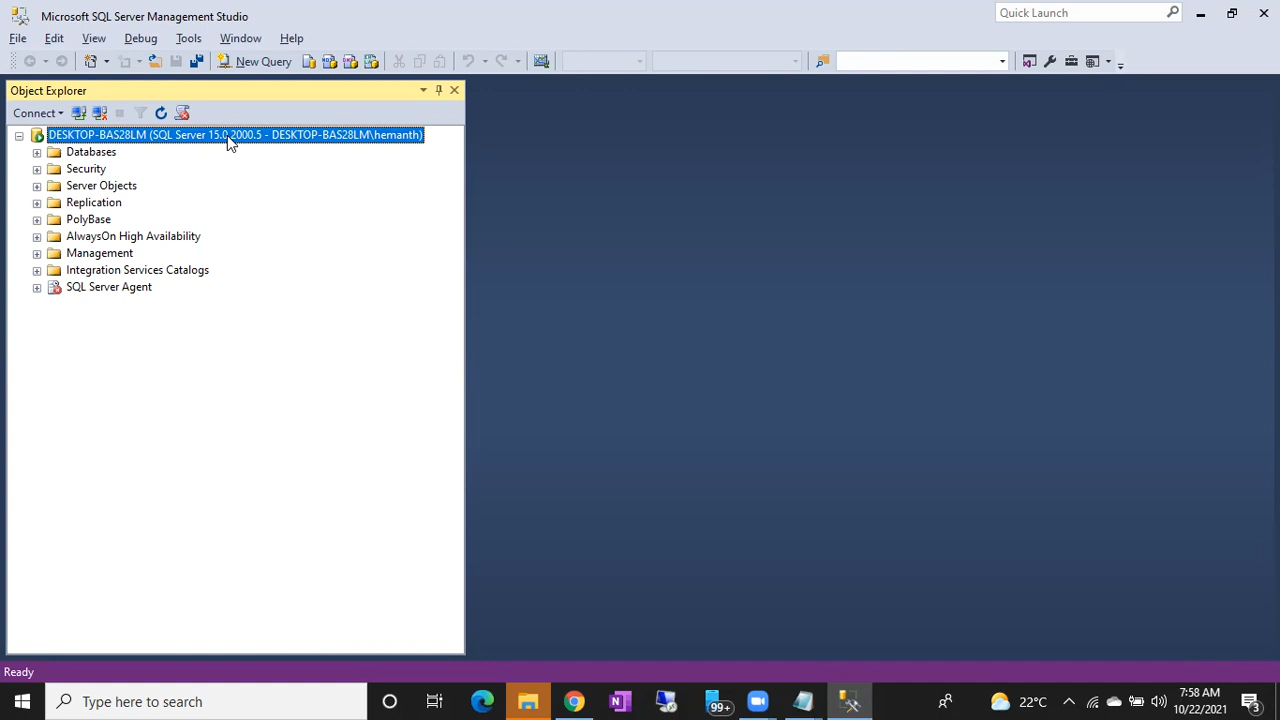 Microsoft SQL Server Management Studio
Quick Launch
File Edit View Debug Tools Window Help
New Query
Object Explorer
Connect
DESKTOP-BAS28LM (SQL Server 15.0.2000.5 - DESKTOP-BAS28LM\hemanth)
Databases
Security
Server Objects
Replication
PolyBase
AlwaysOn High Availability
Management
Integration Services Catalogs
SQL Server Agent
Ready
Type here to search
99+
22°C
7:58 AM
10/22/2021
3